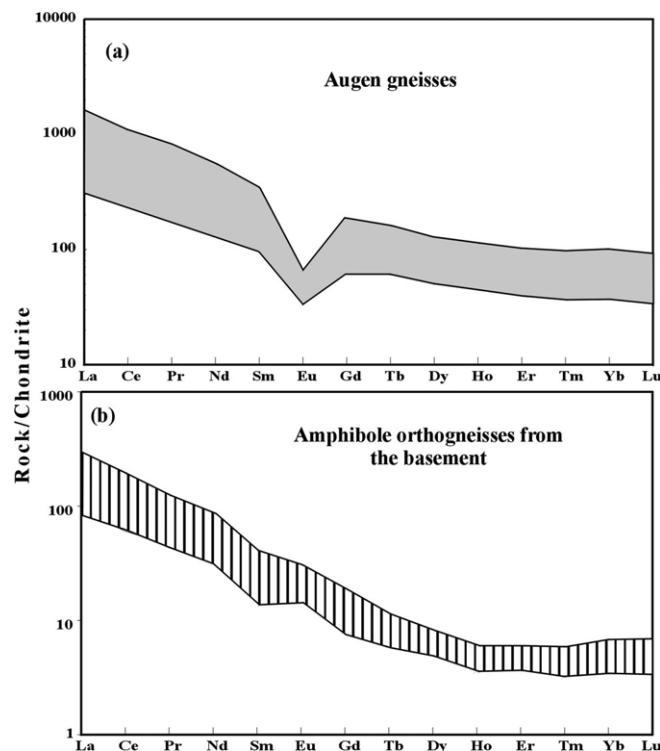 10000
(a)
Augen gneisses
1000
100
10
La Ce Pr Nd Sm Eu Gd Tb Dy Ho Er Tm Yb Lu
Rock/Chondrite
1000
(b)
Amphibole orthogneisses from
the basement
100
10
1
La Ce Pr Nd Sm Eu Gd Tb Dy Ho Er Tm Yb Lu